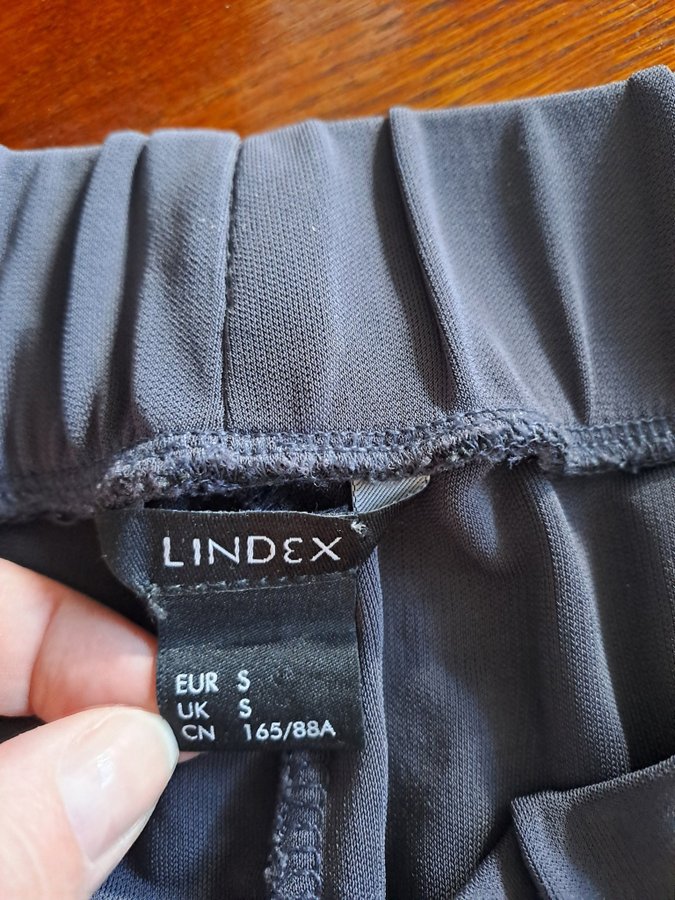 LINDEX
EUR S
UK S
CN 165/88A